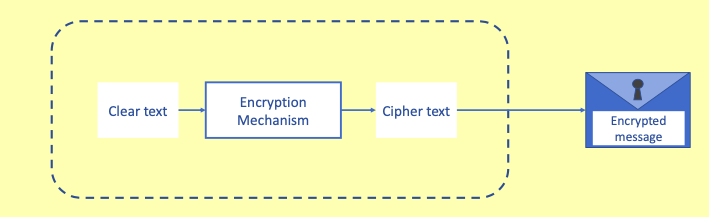 Clear text
Encryption
Mechanism
Cipher text
Encrypted
message